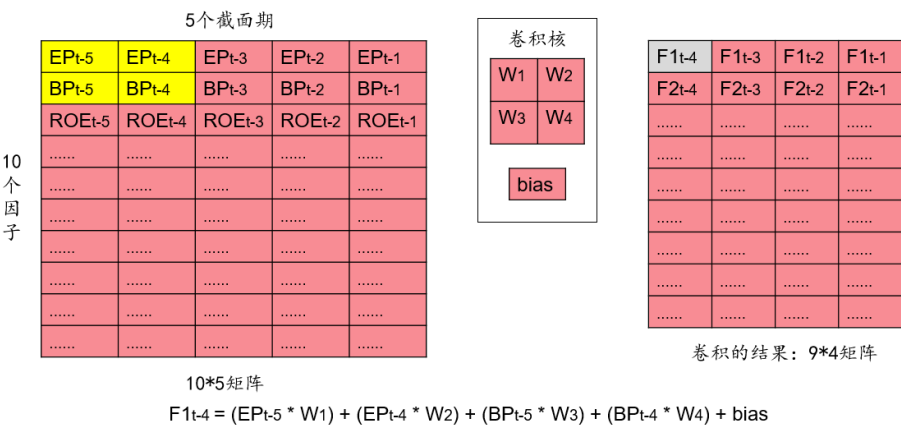 5个截面期
EPt-5 EPt-4 EPt-3 EPt-2 EPt-1
BPt-5 BPt-4 BPt-3 BPt-2 BPt-1
ROEt-5 ROEt-4 ROEt-3 ROEt-2 ROEt-1
...... ...... ...... ...... ......
...... ...... ...... ...... ......
...... ...... ...... ...... ......
...... ...... ...... ...... ......
...... ...... ...... ...... ......
...... ...... ...... ...... ......
...... ...... ...... ...... ......
10个因子
10*5矩阵
卷积核
W1 W2
W3 W4
bias
F1t-4 F1t-3 F1t-2 F1t-1
F2t-4 F2t-3 F2t-2 F2t-1
...... ...... ...... ......
...... ...... ...... ......
...... ...... ...... ......
...... ...... ...... ......
...... ...... ...... ......
...... ...... ...... ......
...... ...... ...... ......
卷积的结果：9*4矩阵
F1t-4 = (EPt-5 * W1) + (EPt-4 * W2) + (BPt-5 * W3) + (BPt-4 * W4) + bias